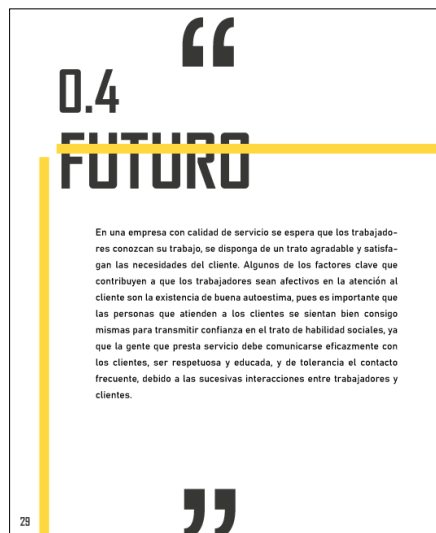 “
0.4
FUTURO
En una empresa con calidad de servicio se espera que los trabajado-
res conozcan su trabajo, se disponga de un trato agradable y satisfa-
gan las necesidades del cliente. Algunos de los factores clave que
contribuyen a que los trabajadores sean afectivos en la atención al
cliente son la existencia de buena autoestima, pues es importante que
las personas que atienden a los clientes se sientan bien consigo
mismas para transmitir confianza en el trato de habilidad sociales, ya
que la gente que presta servicio debe comunicarse eficazmente con
los clientes, ser respetuosa y educada, y de tolerancia el contacto
frecuente, debido a las sucesivas interacciones entre trabajadores y
clientes.
”
29